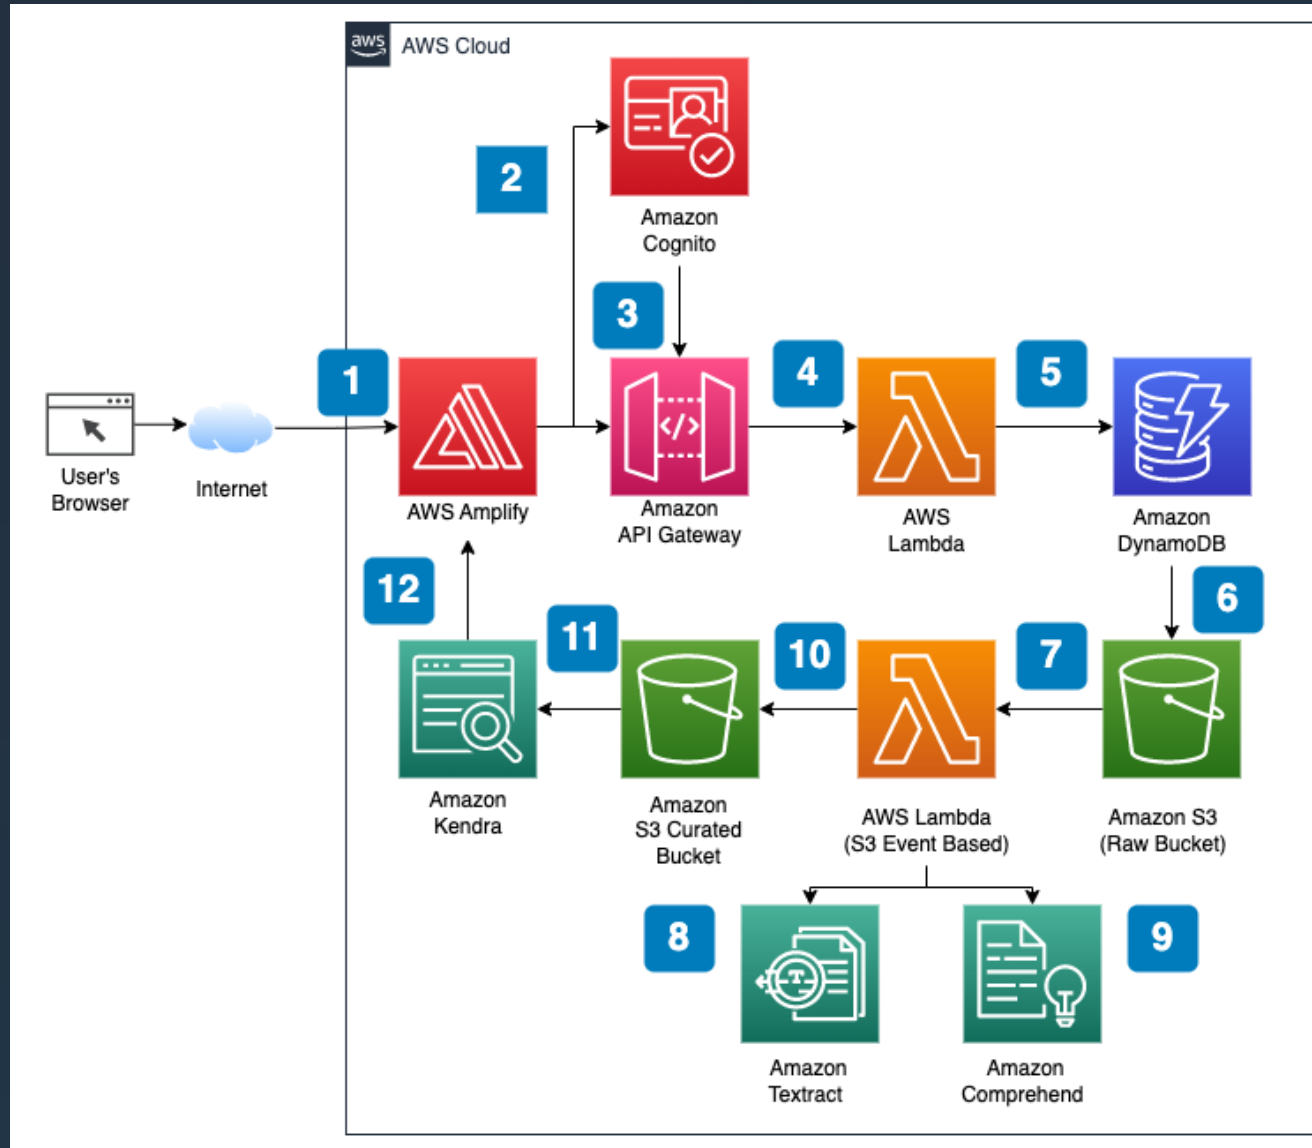 aws
AWS Cloud
2
Amazon
Cognito
3
1
4
5
</>
User's
Browser
Internet
AWS Amplify
Amazon
API Gateway
AWS
Lambda
Amazon
DynamoDB
12
11
10
7
6
Amazon
Kendra
Amazon
S3 Curated
Bucket
AWS Lambda
(S3 Event Based)
Amazon S3
(Raw Bucket)
8
T
9
Amazon
Textract
Amazon
Comprehend